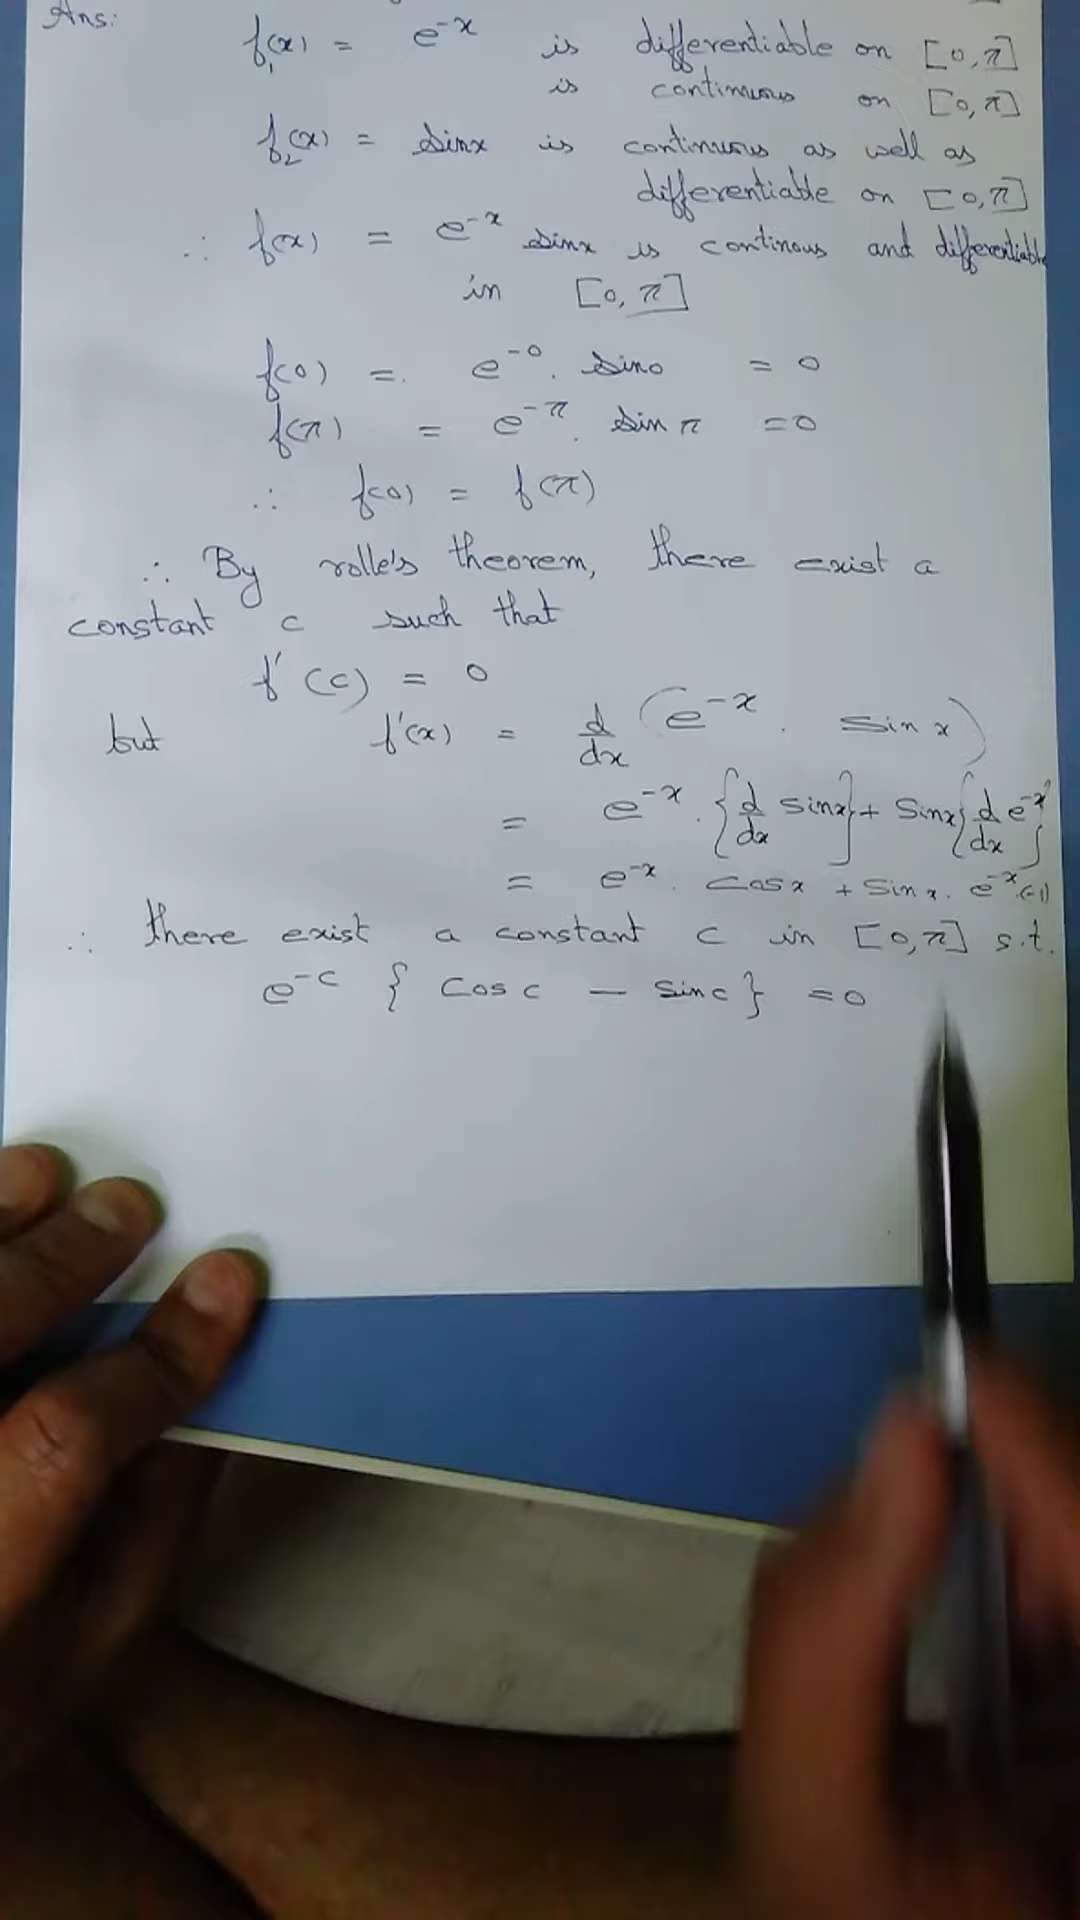 Ans:
f₁(x) = e^{-x} is differentiable on [0,π]
is continuous on [0,π]
f₂(x) = sinx is continuous as well as
differentiable on [0,π]
∴ f(x) = e^{-x} sinx is continous and differentiable
in [0,π]
f(0) = e^{-0}. sin0 = 0
f(π) = e^{-π}. sin π = 0
∴ f(0) = f(π)
∴ By rolle's theorem, there exist a
constant c such that
f'(c) = 0
but f'(x) = d/dx (e^{-x} . sin x)
= e^{-x}. {d/dx sinx} + sinx {d/dx e^{-x}}
= e^{-x}. cosx + sinx. e^{-x}.(-1)
∴ there exist a constant c in [0,π] s.t.
e^{-c} { cos c — sin c } = 0